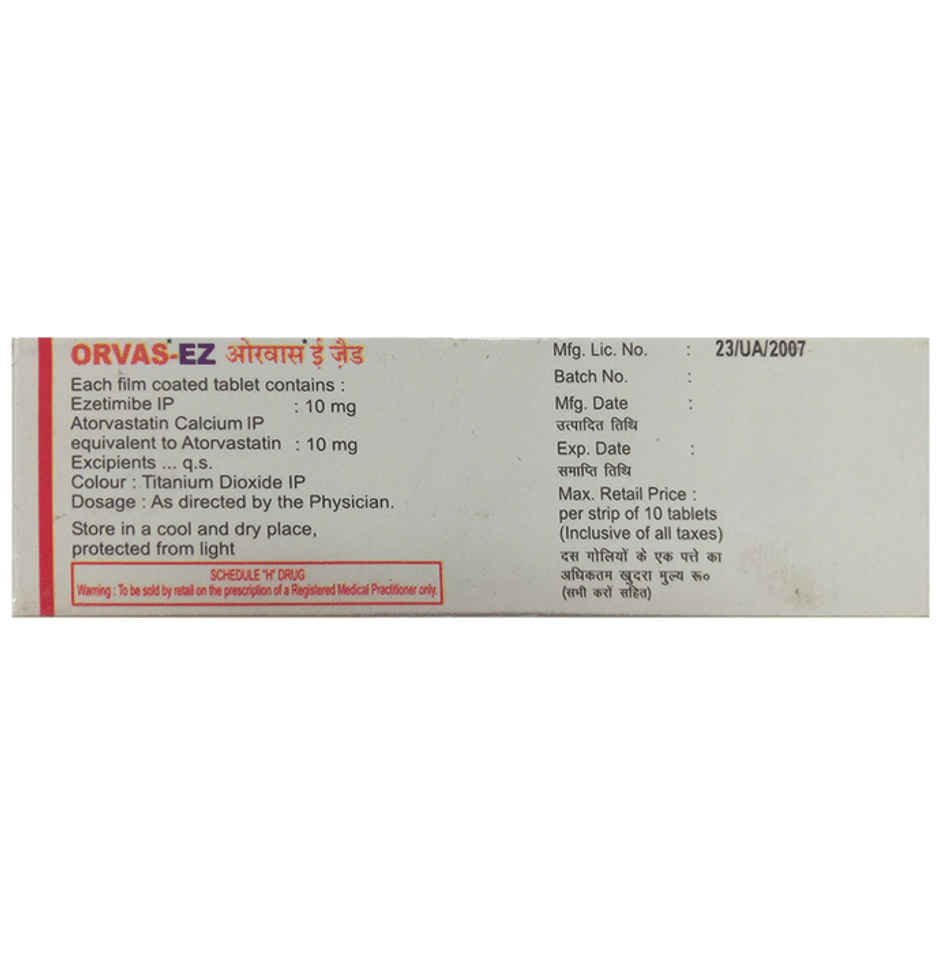 ORVAS-EZ ओरवास ई जैड
Each film coated tablet contains :
Ezetimibe IP : 10 mg
Atorvastatin Calcium IP
equivalent to Atorvastatin : 10 mg
Excipients ... q.s.
Colour : Titanium Dioxide IP
Dosage : As directed by the Physician.
Store in a cool and dry place,
protected from light
SCHEDULE "H" DRUG
Warning : To be sold by retail on the prescription of a Registered Medical Practitioner only.
Mfg. Lic. No. : 23/UA/2007
Batch No. :
Mfg. Date :
उत्पादित तिथि
Exp. Date :
समाप्ति तिथि
Max. Retail Price :
per strip of 10 tablets
(Inclusive of all taxes)
दस गोलियों के एक पत्ते का
अधिकतम खुदरा मुल्य रू०
(सभी करों सहित)